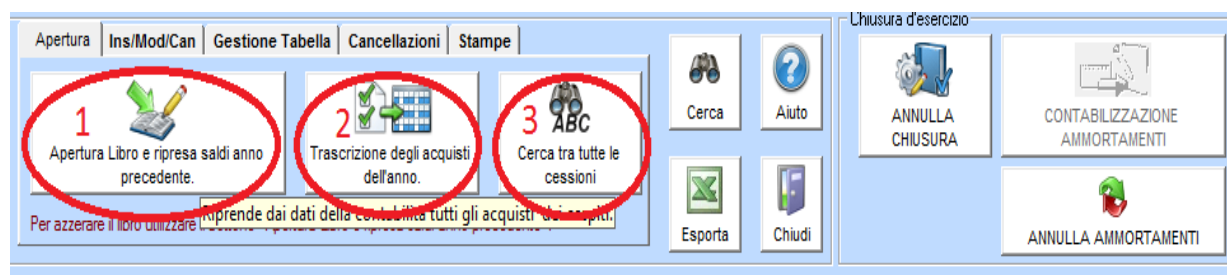 Chiusura d'esercizio
Apertura Ins/Mod/Can Gestione Tabella Cancellazioni Stampe
1
Apertura Libro e ripresa saldi anno
precedente.
2
Trascrizione degli acquisti
dell'anno.
3 ABC
Cerca tra tutte le
cessioni
Riprende dai dati della contabilità tutti gli acquisti dei cespiti.
Per azzerare il libro utilizzare
Cerca
Aiuto
Esporta
Chiudi
ANNULLA
CHIUSURA
CONTABILIZZAZIONE
AMMORTAMENTI
ANNULLA AMMORTAMENTI